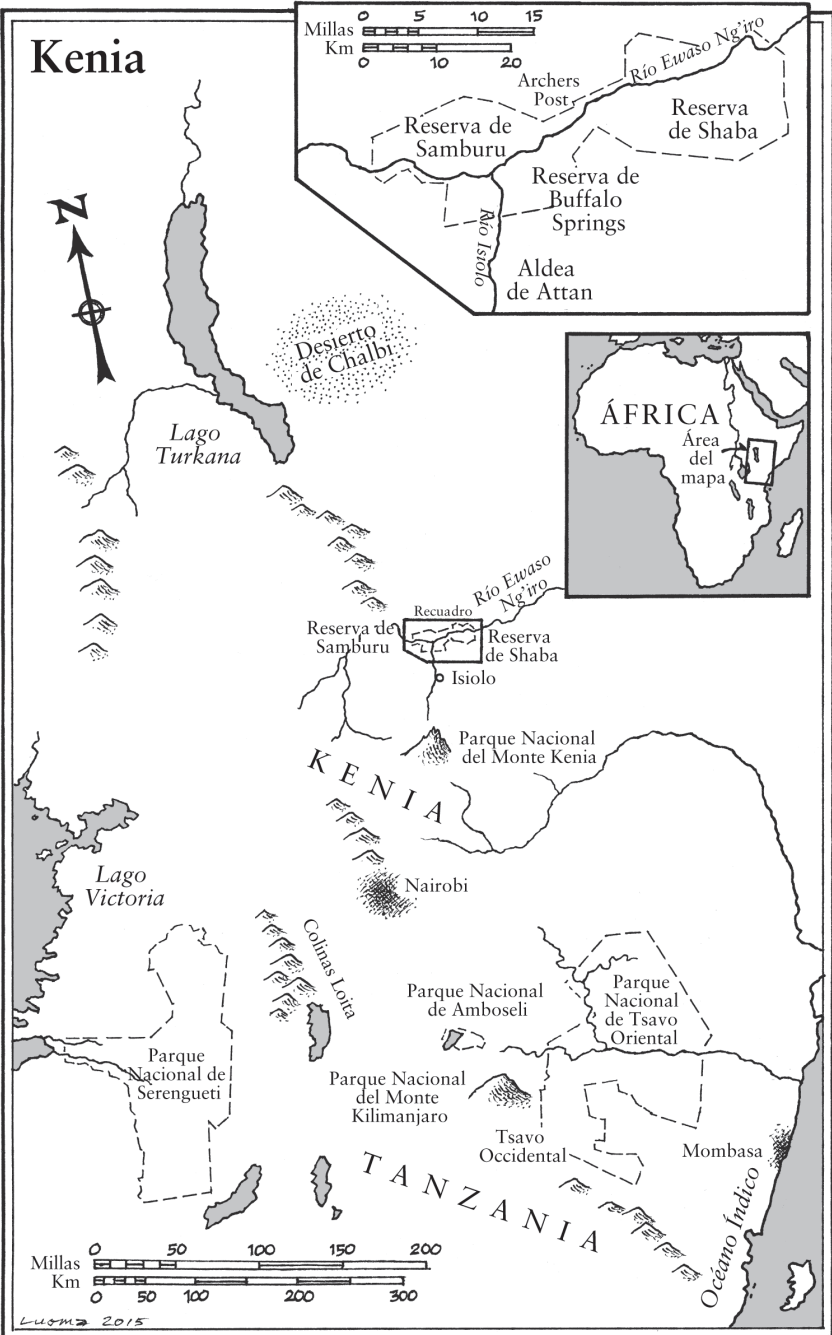 Kenia
0 5 10 15
Millas
Km
0 10 20
Río Ewaso Ng'iro
Archers
Post
Reserva de
Samburu
Reserva
de Shaba
Reserva de
Buffalo
Springs
Río Isiolo
Aldea
de Attan
N
Desierto
de Chalbi
Lago
Turkana
ÁFRICA
Área
del
mapa
Río Ewaso
Ng'iro
Recuadro
Reserva de
Samburu
Reserva
de Shaba
Isiolo
Parque Nacional
del Monte Kenia
KENIA
Lago
Victoria
Nairobi
Colinas Loita
Parque Nacional
de Amboseli
Parque
Nacional
de Tsavo
Oriental
Parque
Nacional de
Serengueti
Parque Nacional
del Monte
Kilimanjaro
Tsavo
Occidental
Mombasa
TANZANIA
Océano Índico
0 50 100 150 200
Millas
Km
0 50 100 200 300
Luoma 2015